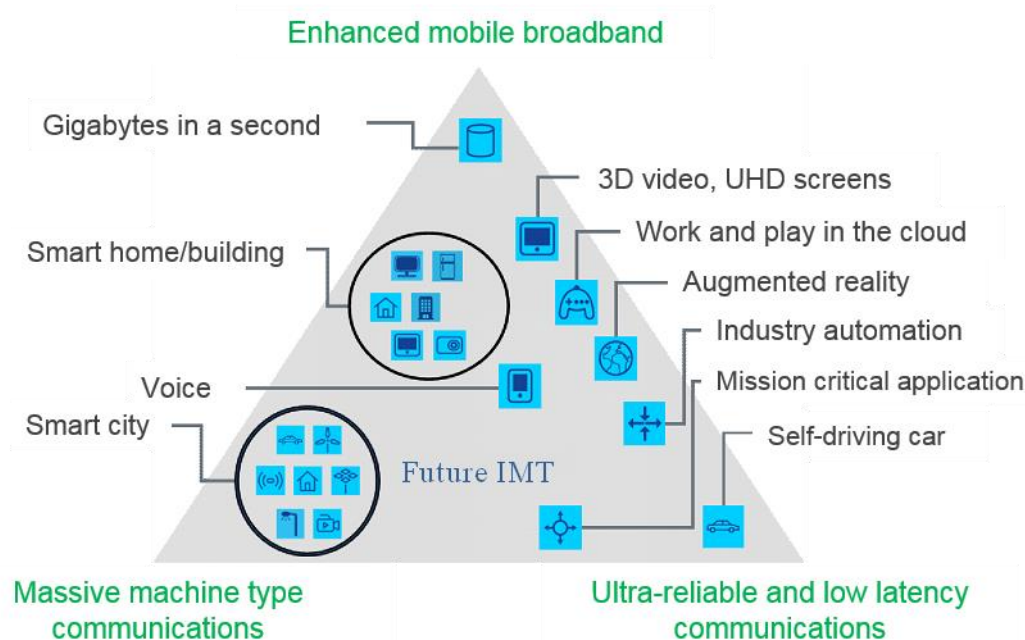 Enhanced mobile broadband
Gigabytes in a second
3D video, UHD screens
Smart home/building
Work and play in the cloud
Augmented reality
Industry automation
Voice
Mission critical application
Smart city
Self-driving car
Future IMT
Massive machine type
communications
Ultra-reliable and low latency
communications